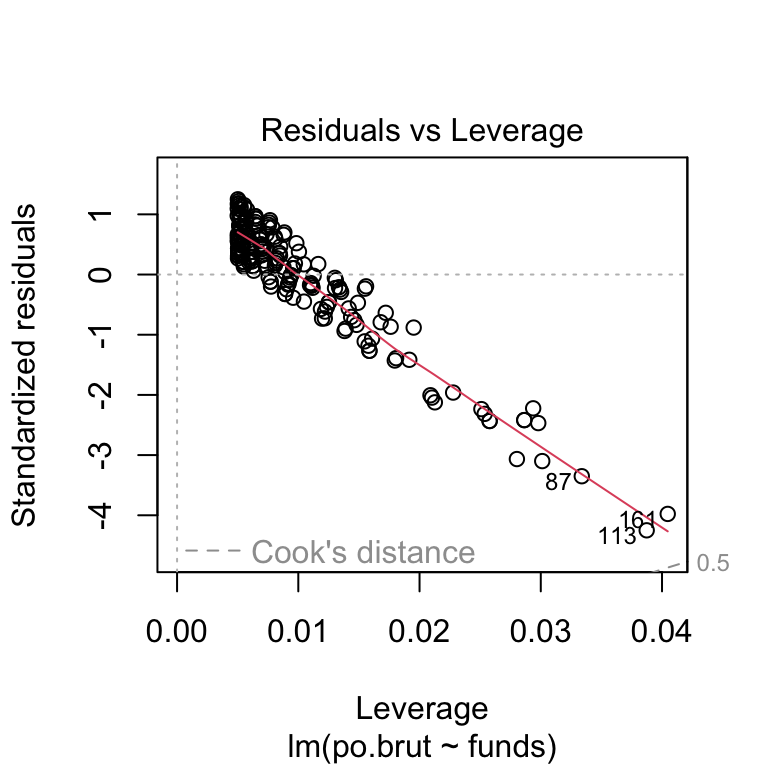 Residuals vs Leverage
Standardized residuals
1
0
-1
-2
-3
-4
87
161
113
Cook's distance
0.5
0.00 0.01 0.02 0.03 0.04
Leverage
lm(po.brut ~ funds)